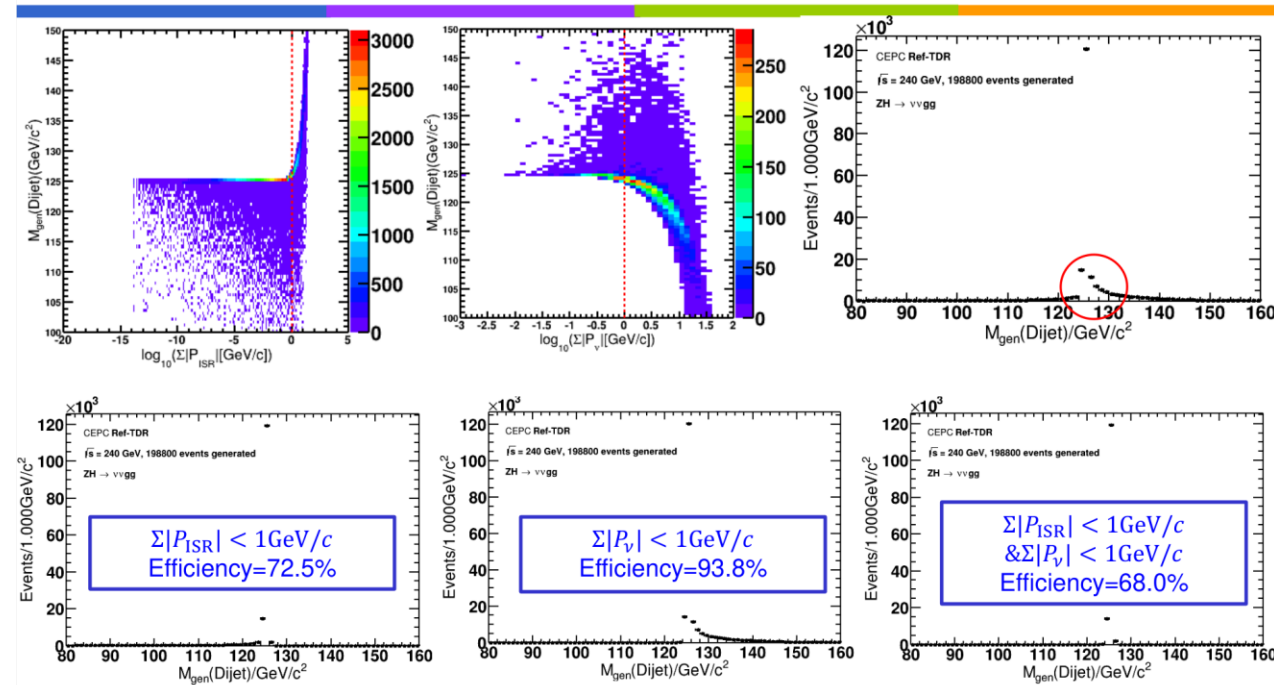 M_gen(Dijet)(GeV/c²)
150
145
140
135
130
125
120
115
110
105
100
-20 -15 -10 -5 0 5
log₁₀(Σ|P_ISR|[GeV/c])
3000
2500
2000
1500
1000
500
0
M_gen(Dijet)(GeV/c²)
150
145
140
135
130
125
120
115
110
105
100
-3 -2.5 -2 -1.5 -1 -0.5 0 0.5 1 1.5 2
log₁₀(Σ|P_ν|[GeV/c])
250
200
150
100
50
0
×10³
Events/1.000GeV/c²
120
100
80
60
40
20
0
CEPC Ref-TDR
√s = 240 GeV, 198800 events generated
ZH → ννgg
80 90 100 110 120 130 140 150 160
M_gen(Dijet)/GeV/c²
×10³
Events/1.000GeV/c²
120
100
80
60
40
20
0
CEPC Ref-TDR
√s = 240 GeV, 198800 events generated
ZH → ννgg
Σ|P_ISR| < 1GeV/c
Efficiency=72.5%
80 90 100 110 120 130 140 150 160
M_gen(Dijet)/GeV/c²
×10³
Events/1.000GeV/c²
120
100
80
60
40
20
0
CEPC Ref-TDR
√s = 240 GeV, 198800 events generated
ZH → ννgg
Σ|P_ν| < 1GeV/c
Efficiency=93.8%
80 90 100 110 120 130 140 150 160
M_gen(Dijet)/GeV/c²
×10³
Events/1.000GeV/c²
120
100
80
60
40
20
0
CEPC Ref-TDR
√s = 240 GeV, 198800 events generated
ZH → ννgg
Σ|P_ISR| < 1GeV/c
&Σ|P_ν| < 1GeV/c
Efficiency=68.0%
80 90 100 110 120 130 140 150 160
M_gen(Dijet)/GeV/c²